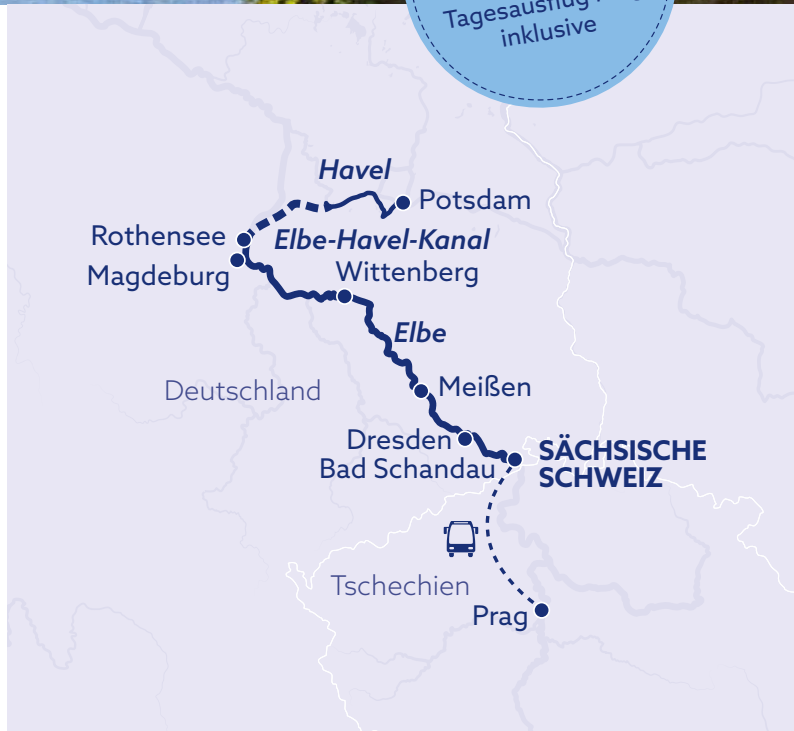 Tagesausflug
inklusive
Havel
Potsdam
Rothensee
Elbe-Havel-Kanal
Magdeburg
Wittenberg
Elbe
Deutschland
Meißen
Dresden
Bad Schandau
SÄCHSISCHE
SCHWEIZ
Tschechien
Prag